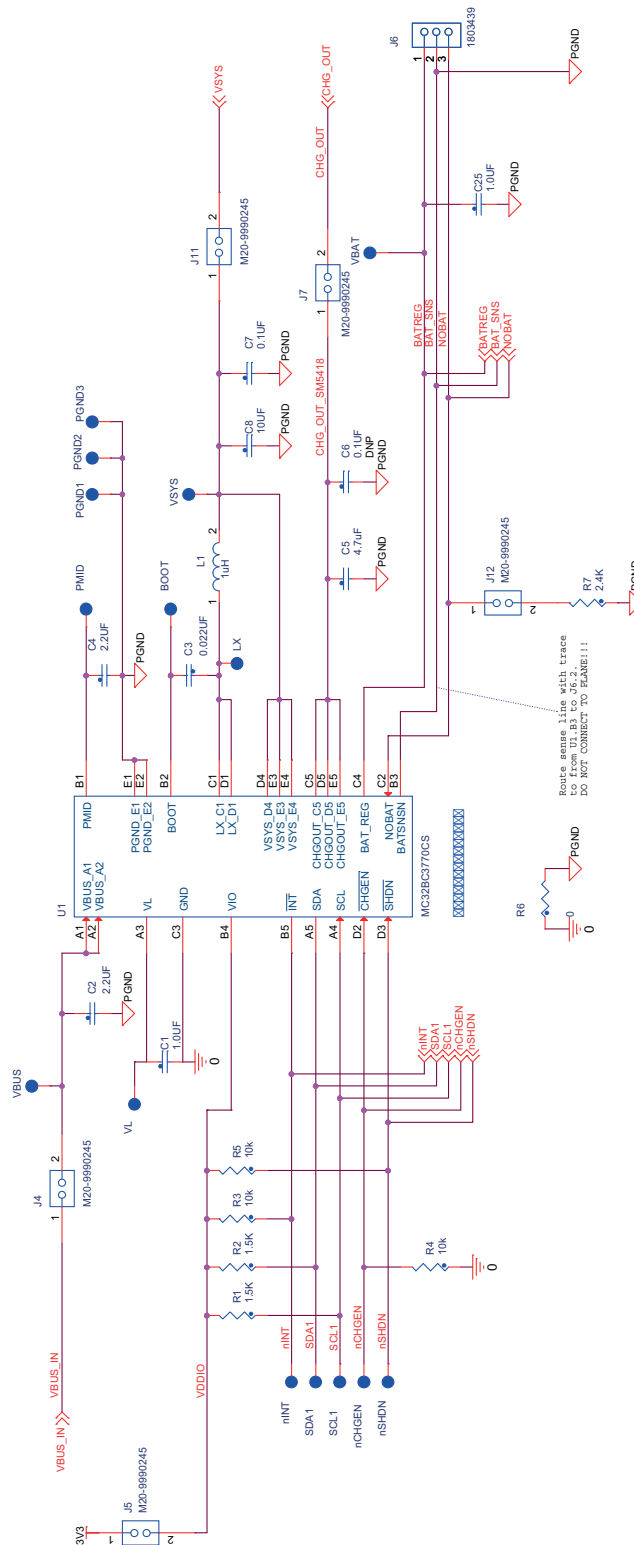 3V3
J5
1
2
M20-9990245
VBUS_IN
VBUS_IN
J4
1
2
M20-9990245
VBUS
C2
2.2UF
PGND
VL
C1
1.0UF
0
VDDIO
R1
1.5K
R2
1.5K
R3
10k
R5
10k
nINT
SDA1
SCL1
nCHGEN
nSHDN
nINT
SDA1
SCL1
nCHGEN
nSHDN
R4
10k
0
nINT
SDA1
SCL1
nCHGEN
nSHDN
U1
A1
VBUS_A1
A2
VBUS_A2
A3
VL
C3
GND
B4
VIO
B5
INT
A5
SDA
A4
SCL
D2
CHGEN
D3
SHDN
PMID
B1
PGND_E1
E1
PGND_E2
E2
BOOT
B2
LX_C1
C1
LX_D1
D1
VSYS_D4
D4
VSYS_E3
E3
VSYS_E4
E4
CHGOUT_C5
C5
CHGOUT_D5
D5
CHGOUT_E5
E5
BAT_REG
C4
NOBAT
C2
BATSNSN
B3
MC32BC3770CS
R6
0
0
PGND
PMID
C4
2.2UF
PGND
PGND1
PGND2
PGND3
BOOT
C3
0.022UF
LX
L1
1uH
1
2
VSYS
C8
10UF
PGND
C7
0.1UF
PGND
J11
1
2
M20-9990245
VSYS
CHG_OUT_SM5418
C5
4.7uF
PGND
C6
0.1UF
DNP
PGND
J7
1
2
M20-9990245
CHG_OUT
CHG_OUT
VBAT
BATREG
BAT_SNS
NOBAT
BATREG
BAT_SNS
NOBAT
C25
1.0UF
PGND
J6
1
2
3
1803439
PGND
J12
1
2
M20-9990245
R7
2.4K
PGND
Route sense line with trace
to from U1.B3 to J6.2.
DO NOT CONNECT TO PLANE!!!